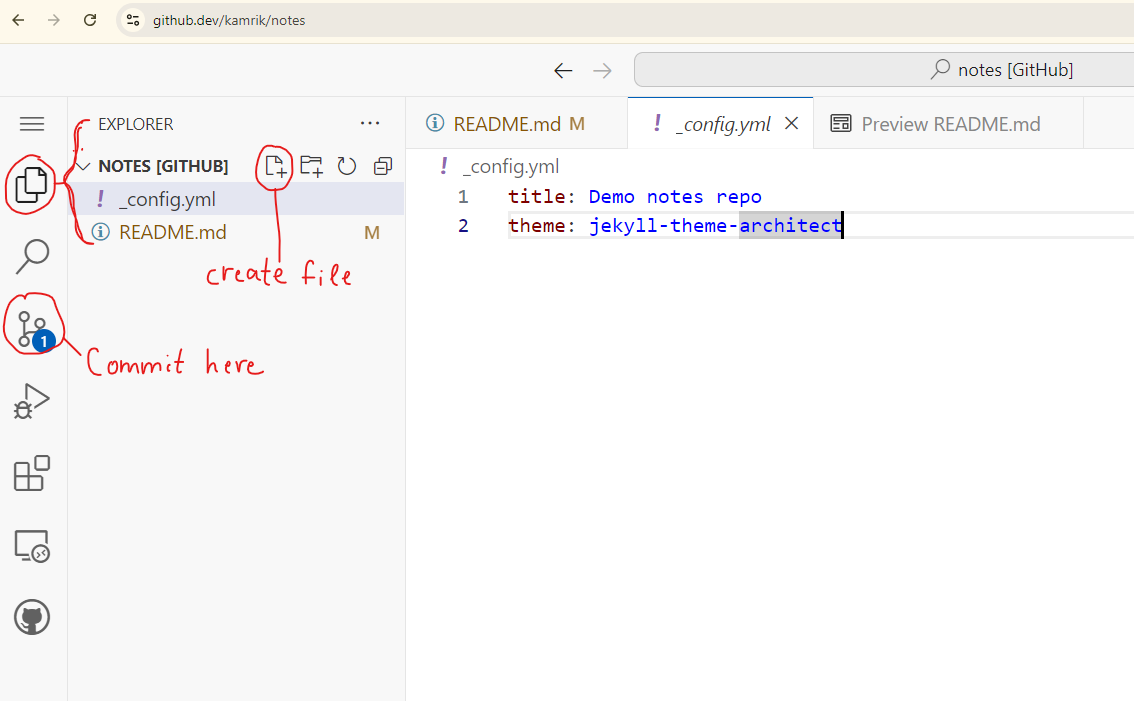 github.dev/kamrik/notes
notes [GitHub]
EXPLORER
NOTES [GITHUB]
_config.yml
README.md M
create file
1
Commit here
README.md M
! _config.yml
Preview README.md
! _config.yml
1 title: Demo notes repo
2 theme: jekyll-theme-architect